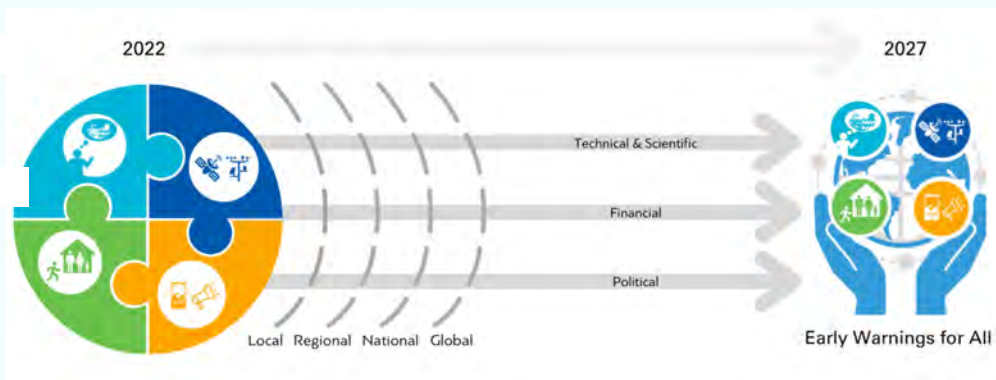 2022
2027
Technical & Scientific
Financial
Political
Local Regional National Global
Early Warnings for All